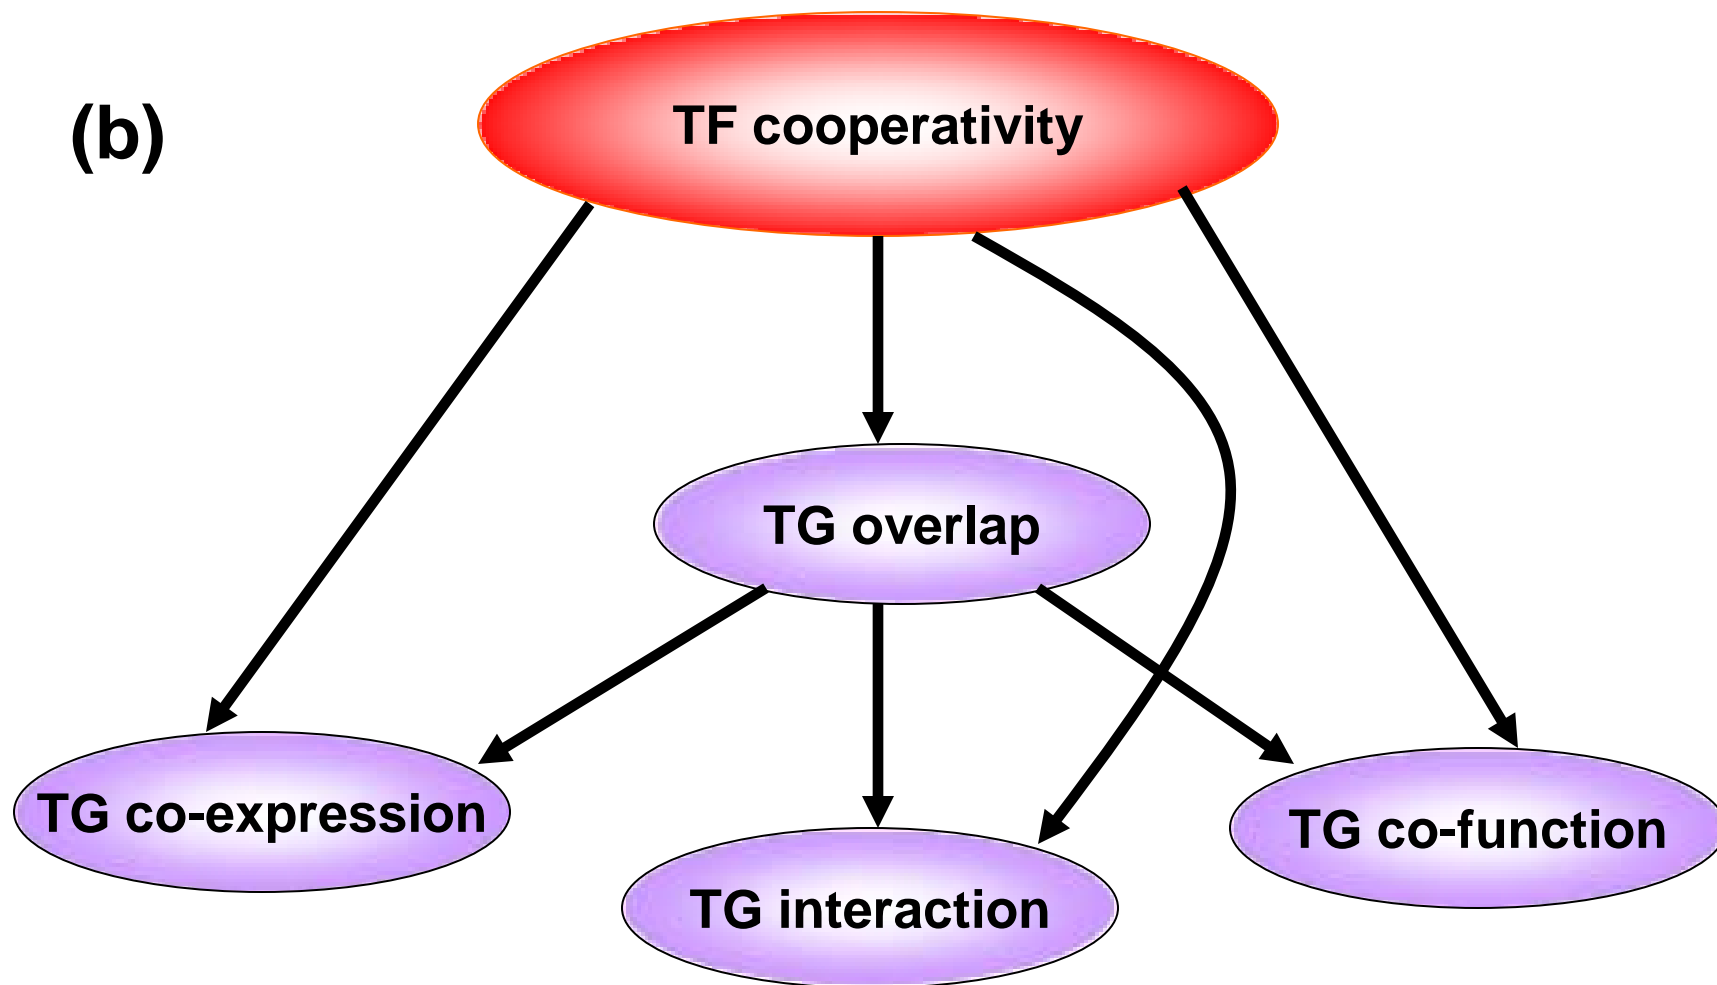 (b)
TF cooperativity
TG overlap
TG co-expression
TG co-function
TG interaction